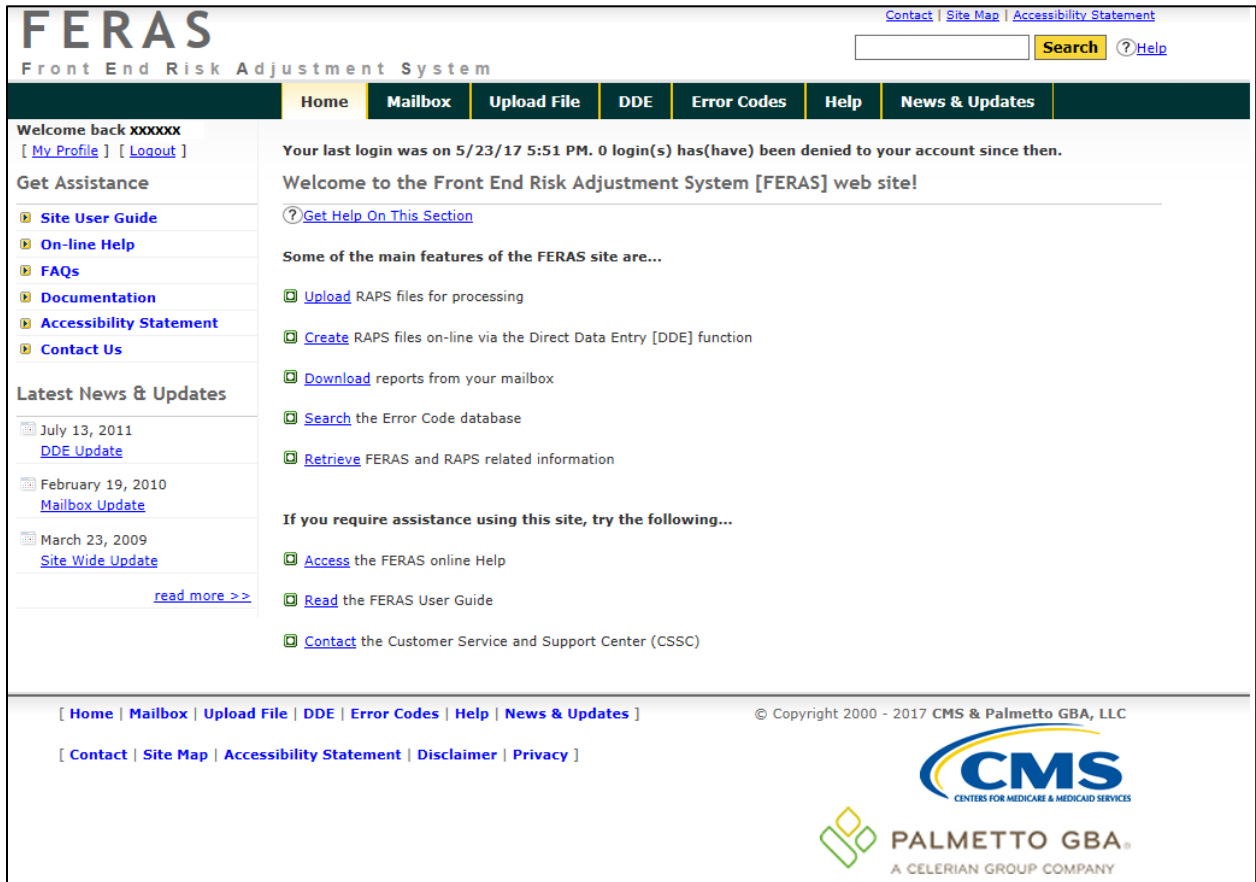 FERAS
Front End Risk Adjustment System
Contact | Site Map | Accessibility Statement
Search ?Help
Home Mailbox Upload File DDE Error Codes Help News & Updates
Welcome back xxxxxx
[ My Profile ] [ Logout ]
Get Assistance
Site User Guide
On-line Help
FAQs
Documentation
Accessibility Statement
Contact Us
Latest News & Updates
July 13, 2011
DDE Update
February 19, 2010
Mailbox Update
March 23, 2009
Site Wide Update
read more >>
Your last login was on 5/23/17 5:51 PM. 0 login(s) has(have) been denied to your account since then.
Welcome to the Front End Risk Adjustment System [FERAS] web site!
?Get Help On This Section
Some of the main features of the FERAS site are...
Upload RAPS files for processing
Create RAPS files on-line via the Direct Data Entry [DDE] function
Download reports from your mailbox
Search the Error Code database
Retrieve FERAS and RAPS related information
If you require assistance using this site, try the following...
Access the FERAS online Help
Read the FERAS User Guide
Contact the Customer Service and Support Center (CSSC)
[ Home | Mailbox | Upload File | DDE | Error Codes | Help | News & Updates ]
[ Contact | Site Map | Accessibility Statement | Disclaimer | Privacy ]
© Copyright 2000 - 2017 CMS & Palmetto GBA, LLC
CMS
CENTERS FOR MEDICARE & MEDICAID SERVICES
PALMETTO GBA®
A CELERIAN GROUP COMPANY